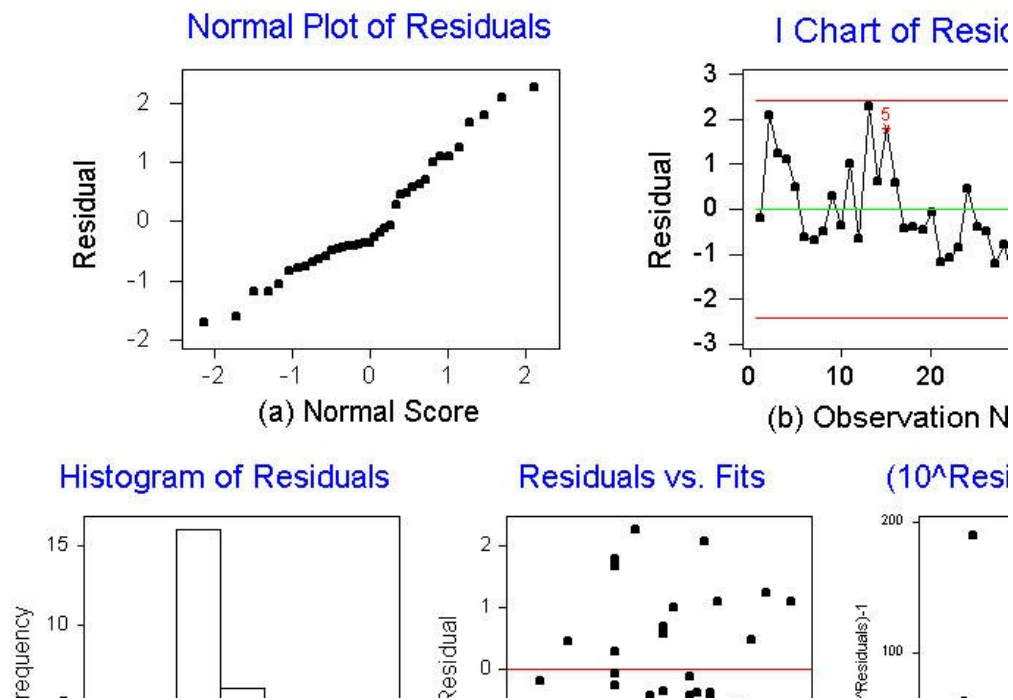 Normal Plot of Residuals
I Chart of Resid
Residual
2
1
0
-1
-2
-2 -1 0 1 2
(a) Normal Score
Residual
3
2
1
0
-1
-2
-3
5
0 10 20
(b) Observation N
Histogram of Residuals
Residuals vs. Fits
(10^Resi
requency
15
10
Residual
2
1
0
^Residuals)-1
200
100